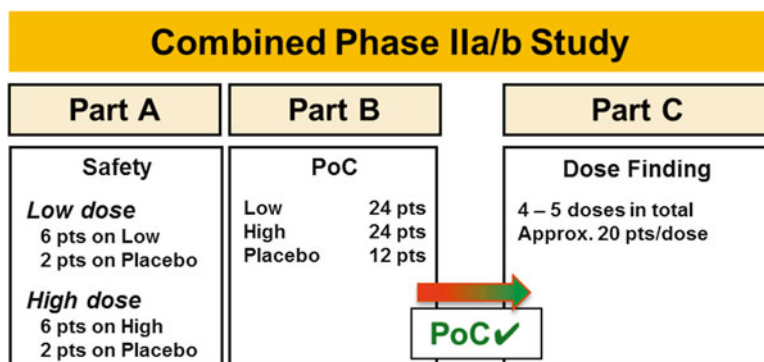 Combined Phase IIa/b Study
Part A
Safety
Low dose
6 pts on Low
2 pts on Placebo
High dose
6 pts on High
2 pts on Placebo
Part B
PoC
Low 24 pts
High 24 pts
Placebo 12 pts
PoC ✔
Part C
Dose Finding
4 – 5 doses in total
Approx. 20 pts/dose